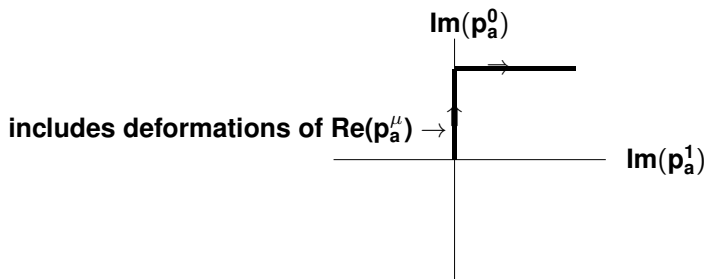 Im(p_a^0)
includes deformations of Re(p_a^μ) →
Im(p_a^1)